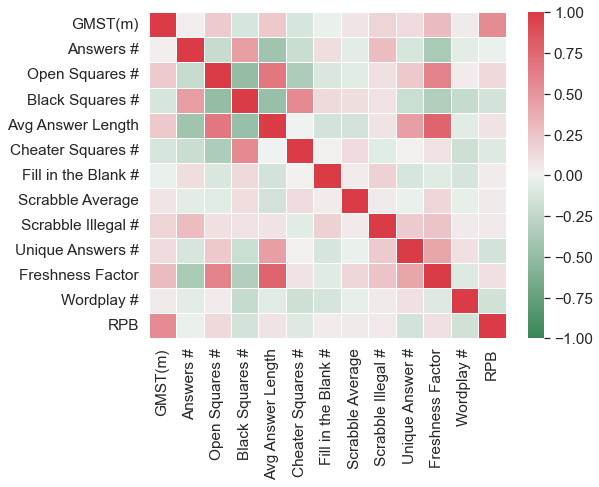 GMST(m)
Answers #
Open Squares #
Black Squares #
Avg Answer Length
Cheater Squares #
Fill in the Blank #
Scrabble Average
Scrabble Illegal #
Unique Answers #
Freshness Factor
Wordplay #
RPB
GMST(m)
Answers #
Open Squares #
Black Squares #
Avg Answer Length
Cheater Squares #
Fill in the Blank #
Scrabble Average
Scrabble Illegal #
Unique Answer #
Freshness Factor
Wordplay #
RPB
1.00
0.75
0.50
0.25
0.00
−0.25
−0.50
−0.75
−1.00